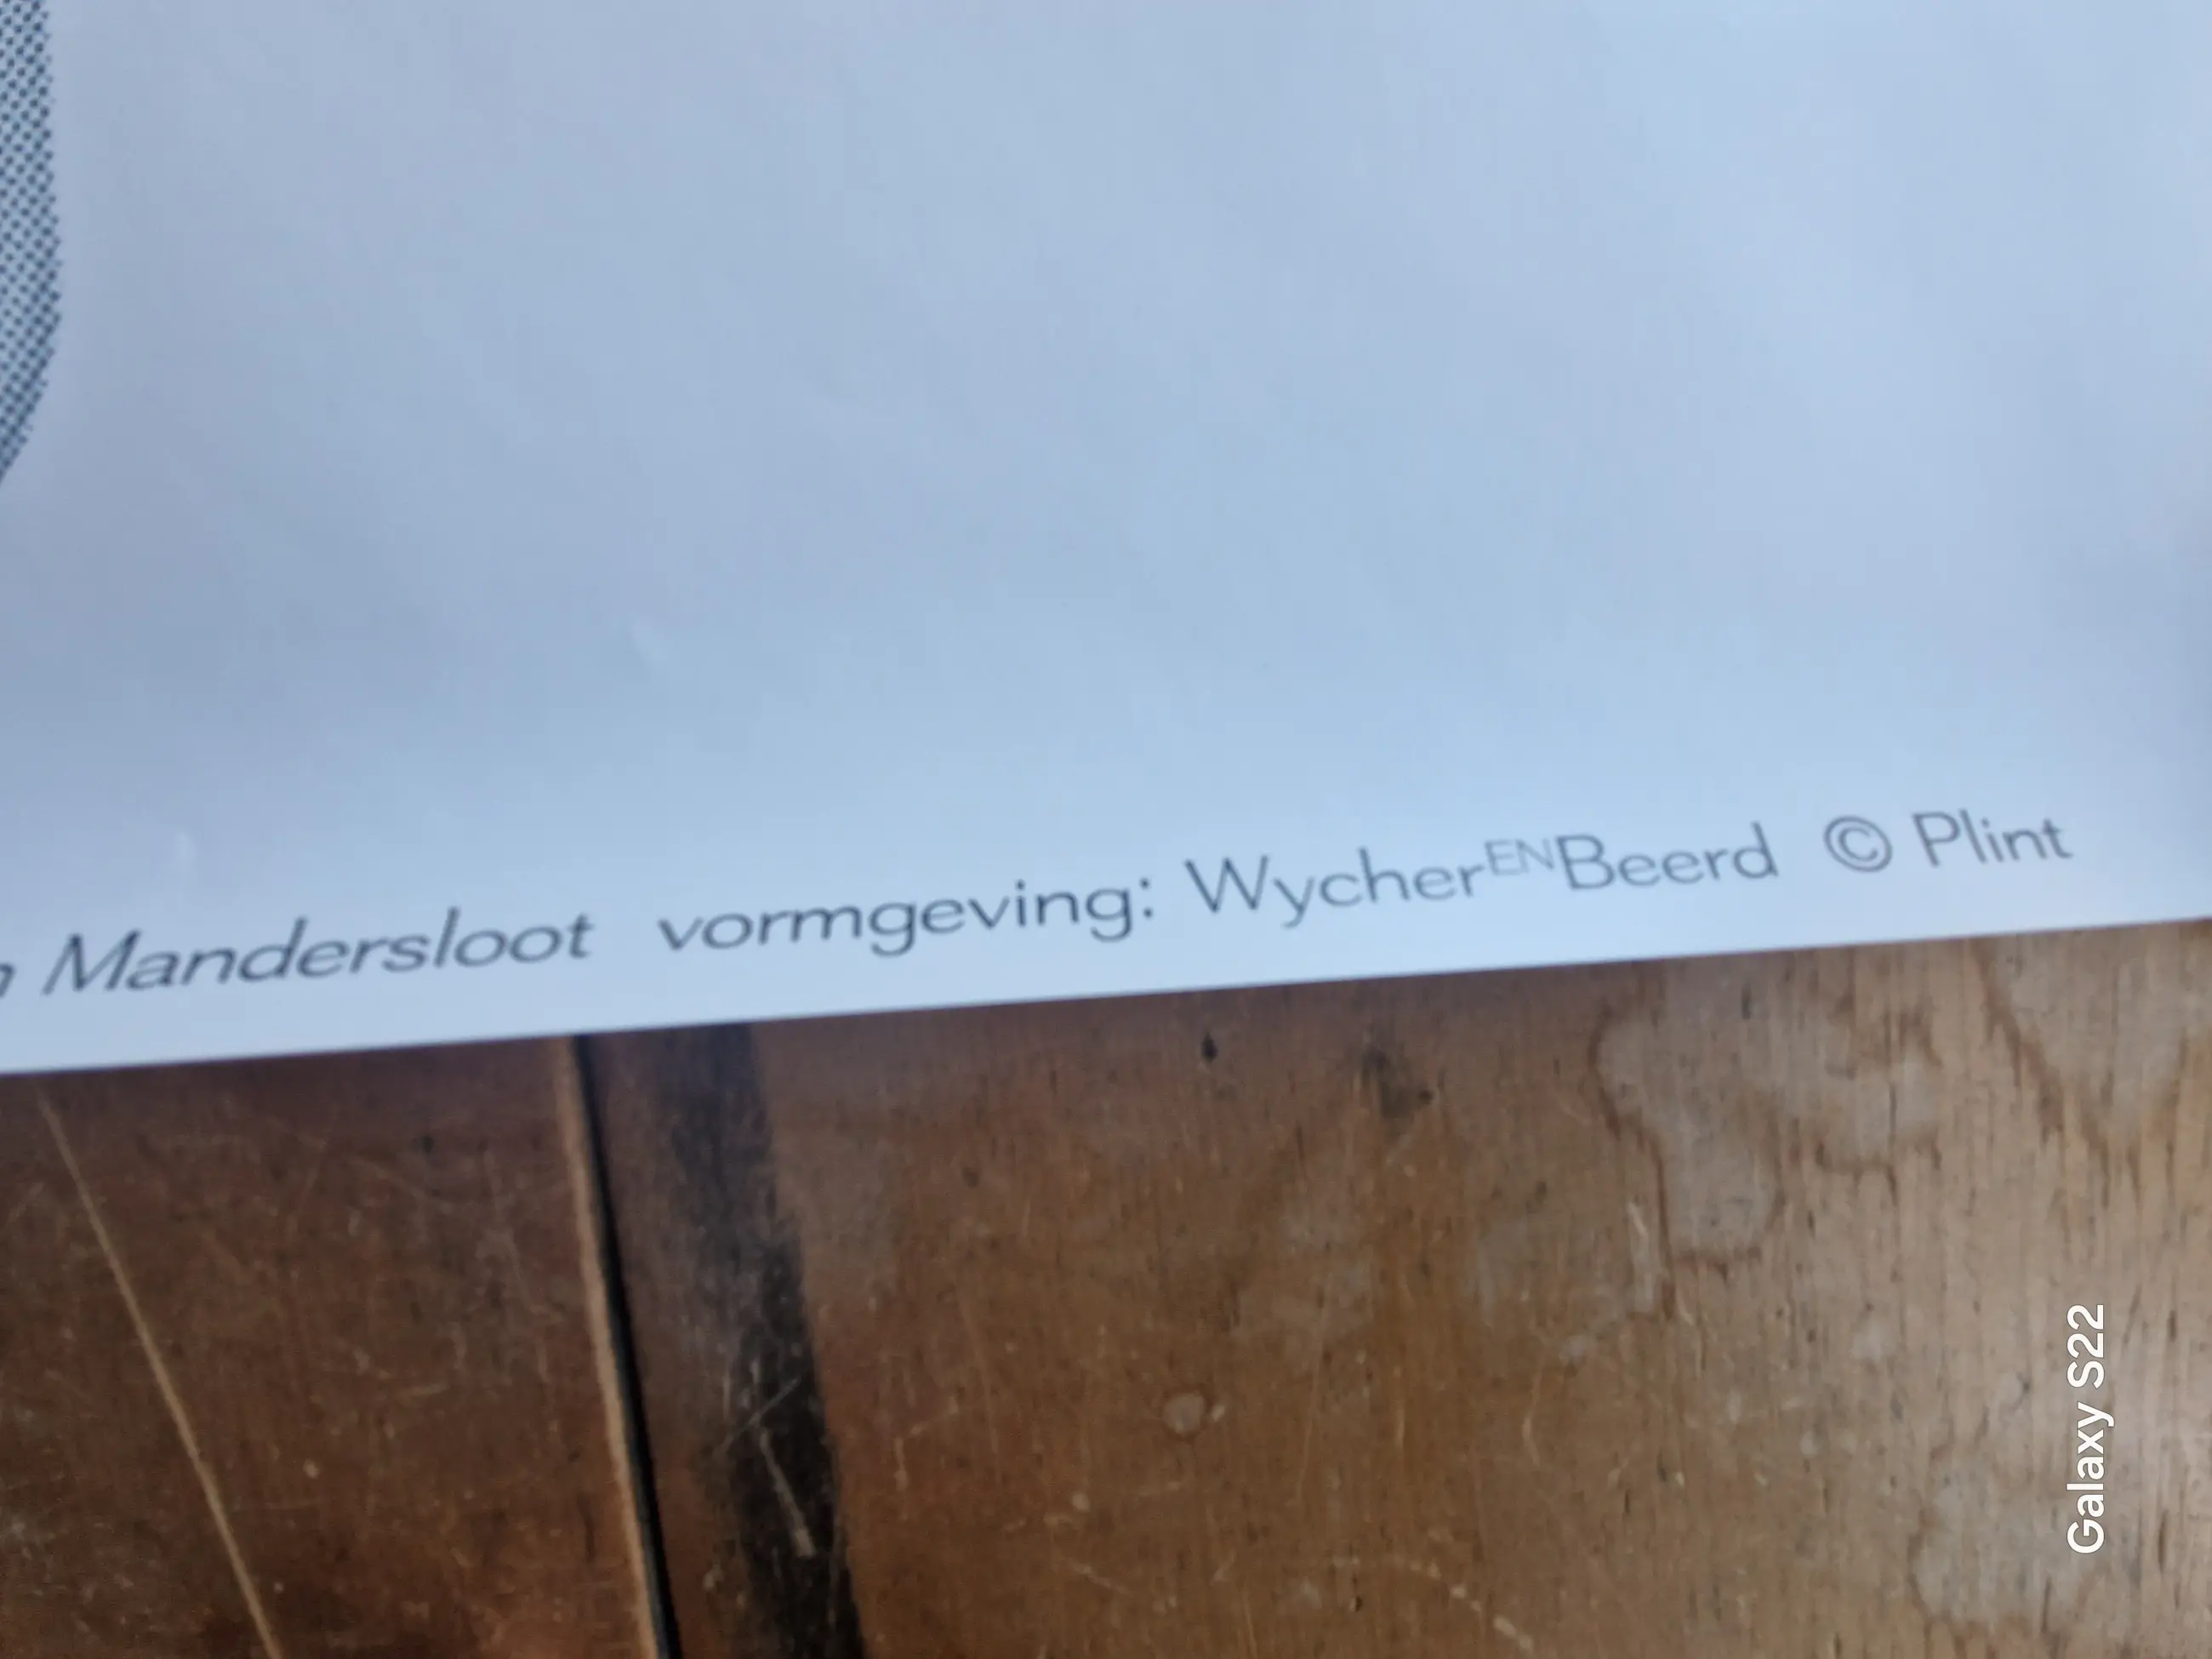 Mandersloot vormgeving: WycherENBeerd © Plint
Galaxy S22